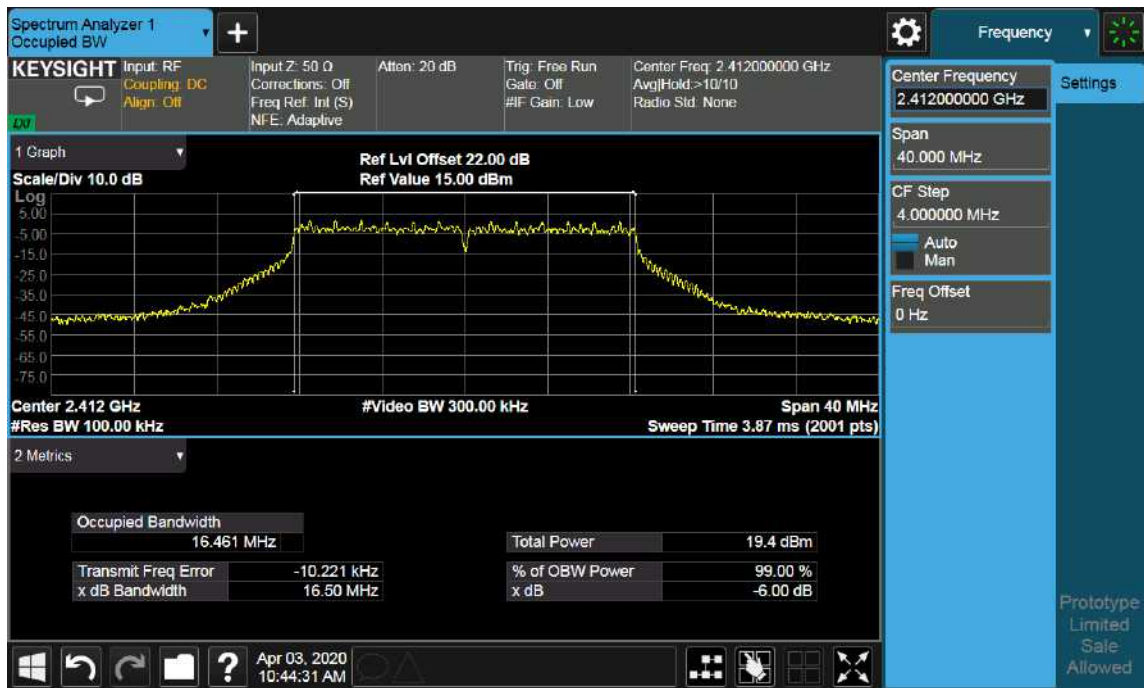 Spectrum Analyzer 1
Occupied BW
+
Frequency
KEYSIGHT
Input: RF
Coupling: DC
Align: Off
Input Z: 50 Ω
Corrections: Off
Freq Ref: Int (S)
NFE: Adaptive
Atten: 20 dB
Trig: Free Run
Gate: Off
#IF Gain: Low
Center Freq: 2.412000000 GHz
Avg|Hold:>10/10
Radio Std: None
LXI
1 Graph
Scale/Div 10.0 dB
Ref Lvl Offset 22.00 dB
Ref Value 15.00 dBm
Log
5.00
-5.00
-15.0
-25.0
-35.0
-45.0
-55.0
-65.0
-75.0
Center 2.412 GHz
#Res BW 100.00 kHz
#Video BW 300.00 kHz
Span 40 MHz
Sweep Time 3.87 ms (2001 pts)
2 Metrics
Occupied Bandwidth
16.461 MHz
Transmit Freq Error -10.221 kHz
x dB Bandwidth 16.50 MHz
Total Power 19.4 dBm
% of OBW Power 99.00 %
x dB -6.00 dB
Center Frequency
2.412000000 GHz
Span
40.000 MHz
CF Step
4.000000 MHz
Auto
Man
Freq Offset
0 Hz
Settings
Prototype
Limited
Sale
Allowed
?
Apr 03, 2020
10:44:31 AM